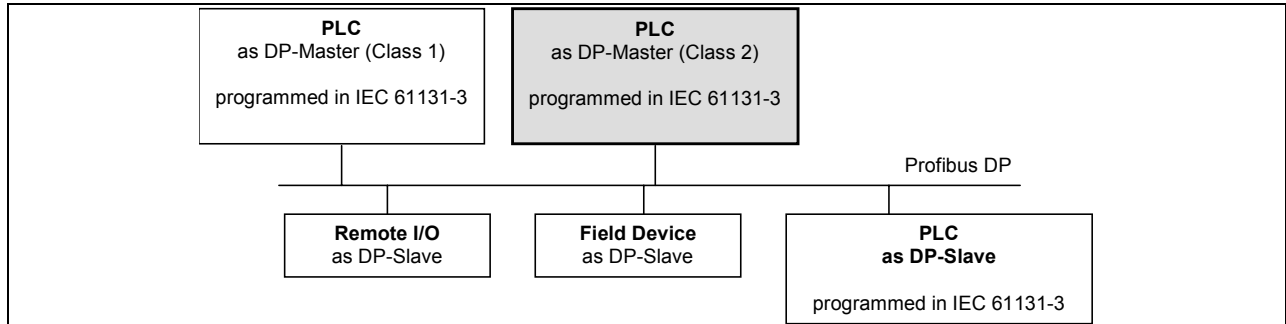 PLC
as DP-Master (Class 1)
programmed in IEC 61131-3
PLC
as DP-Master (Class 2)
programmed in IEC 61131-3
Profibus DP
Remote I/O
as DP-Slave
Field Device
as DP-Slave
PLC
as DP-Slave
programmed in IEC 61131-3